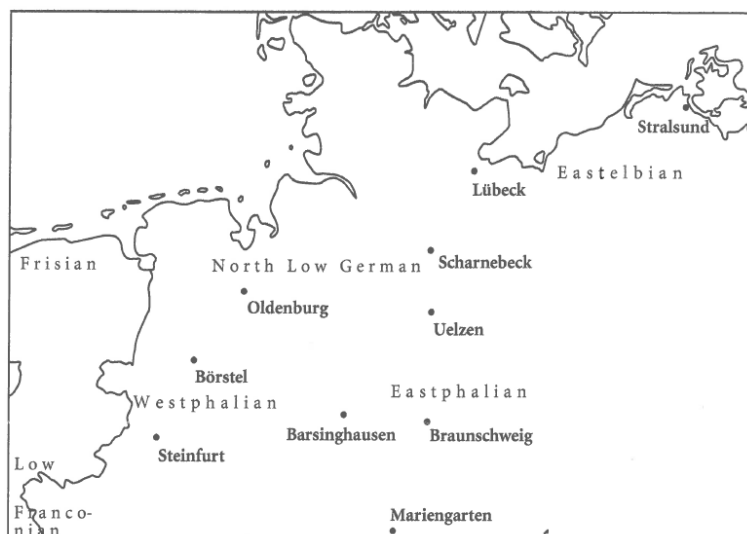 Stralsund
Lübeck
Eastelbian
Scharnebeck
Frisian
North Low German
Oldenburg
Uelzen
Börstel
Westphalian
Eastphalian
Barsinghausen
Braunschweig
Steinfurt
Low
Franco-
nian
Mariengarten